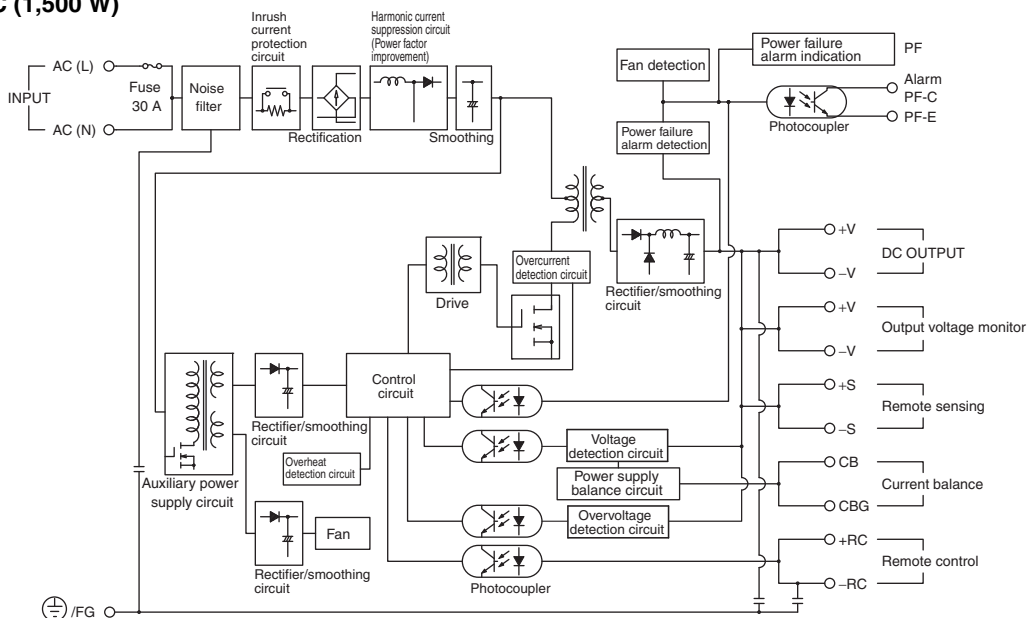 C (1,500 W)
Inrush
current
protection
circuit
Harmonic current
suppression circuit
(Power factor
improvement)
Power failure
alarm indication
PF
Fan detection
AC (L)
INPUT
AC (N)
Fuse
30 A
Noise
filter
Alarm
PF-C
PF-E
Photocoupler
Rectification
Smoothing
Power failure
alarm detection
+V
DC OUTPUT
−V
Overcurrent
detection circuit
Rectifier/smoothing
circuit
Drive
+V
Output voltage monitor
−V
Control
circuit
+S
Remote sensing
−S
Rectifier/smoothing
circuit
Voltage
detection circuit
Overheat
detection circuit
Power supply
balance circuit
CB
Current balance
CBG
Auxiliary power
supply circuit
Fan
Overvoltage
detection circuit
+RC
Remote control
−RC
Rectifier/smoothing
circuit
Photocoupler
/FG